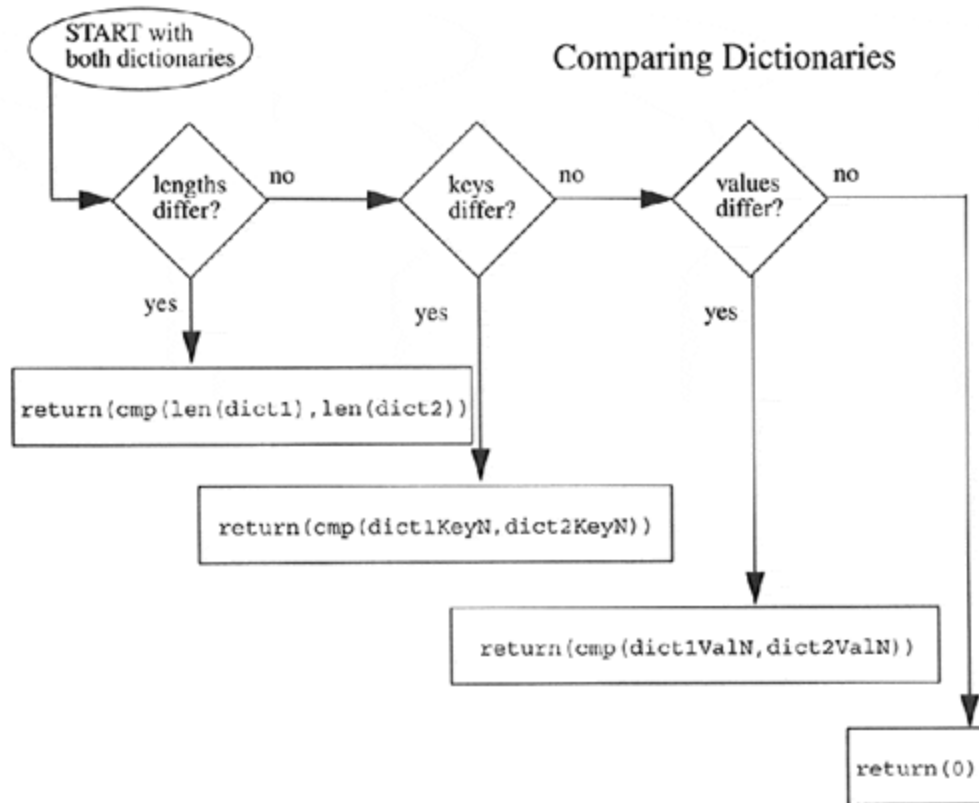 START with
both dictionaries
Comparing Dictionaries
lengths
differ?
no
keys
differ?
no
values
differ?
no
yes
yes
yes
return(cmp(len(dict1),len(dict2))
return(cmp(dict1KeyN,dict2KeyN))
return(cmp(dict1ValN,dict2ValN))
return(0)